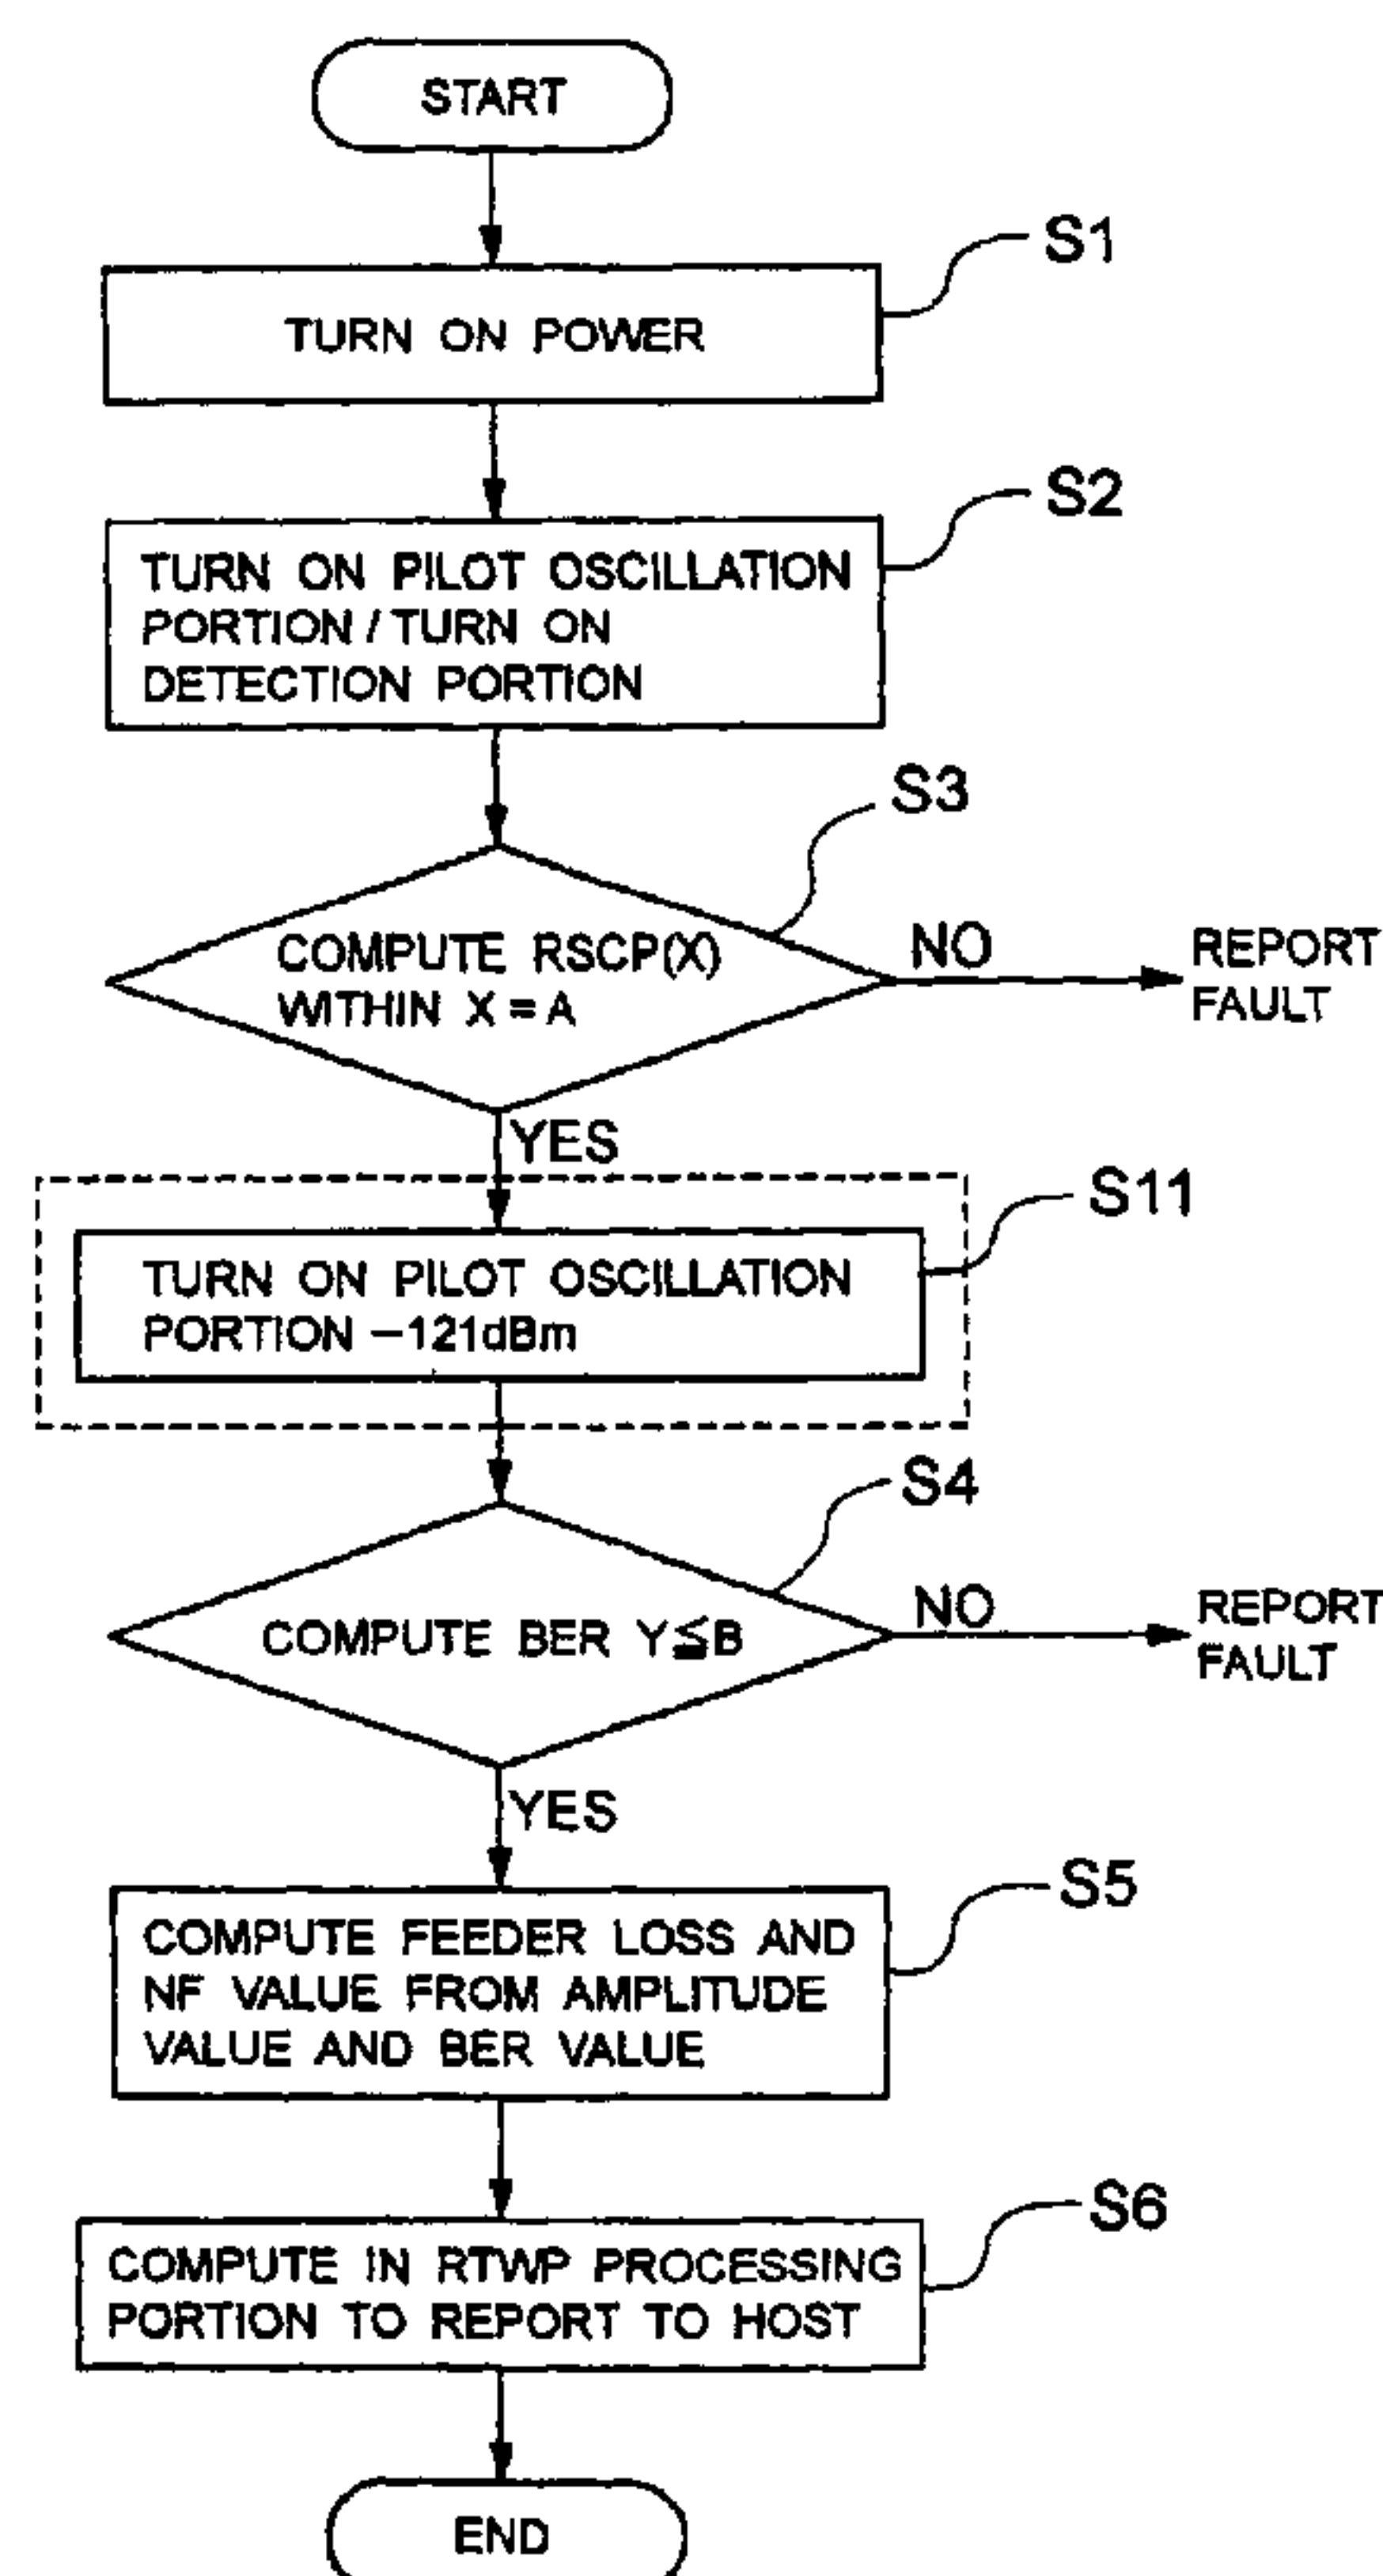 START
S1
TURN ON POWER
S2
TURN ON PILOT OSCILLATION
PORTION / TURN ON
DETECTION PORTION
S3
COMPUTE RSCP(X)
WITHIN X = A
NO
REPORT
FAULT
YES
S11
TURN ON PILOT OSCILLATION
PORTION −121dBm
S4
COMPUTE BER Y≦B
NO
REPORT
FAULT
YES
S5
COMPUTE FEEDER LOSS AND
NF VALUE FROM AMPLITUDE
VALUE AND BER VALUE
S6
COMPUTE IN RTWP PROCESSING
PORTION TO REPORT TO HOST
END